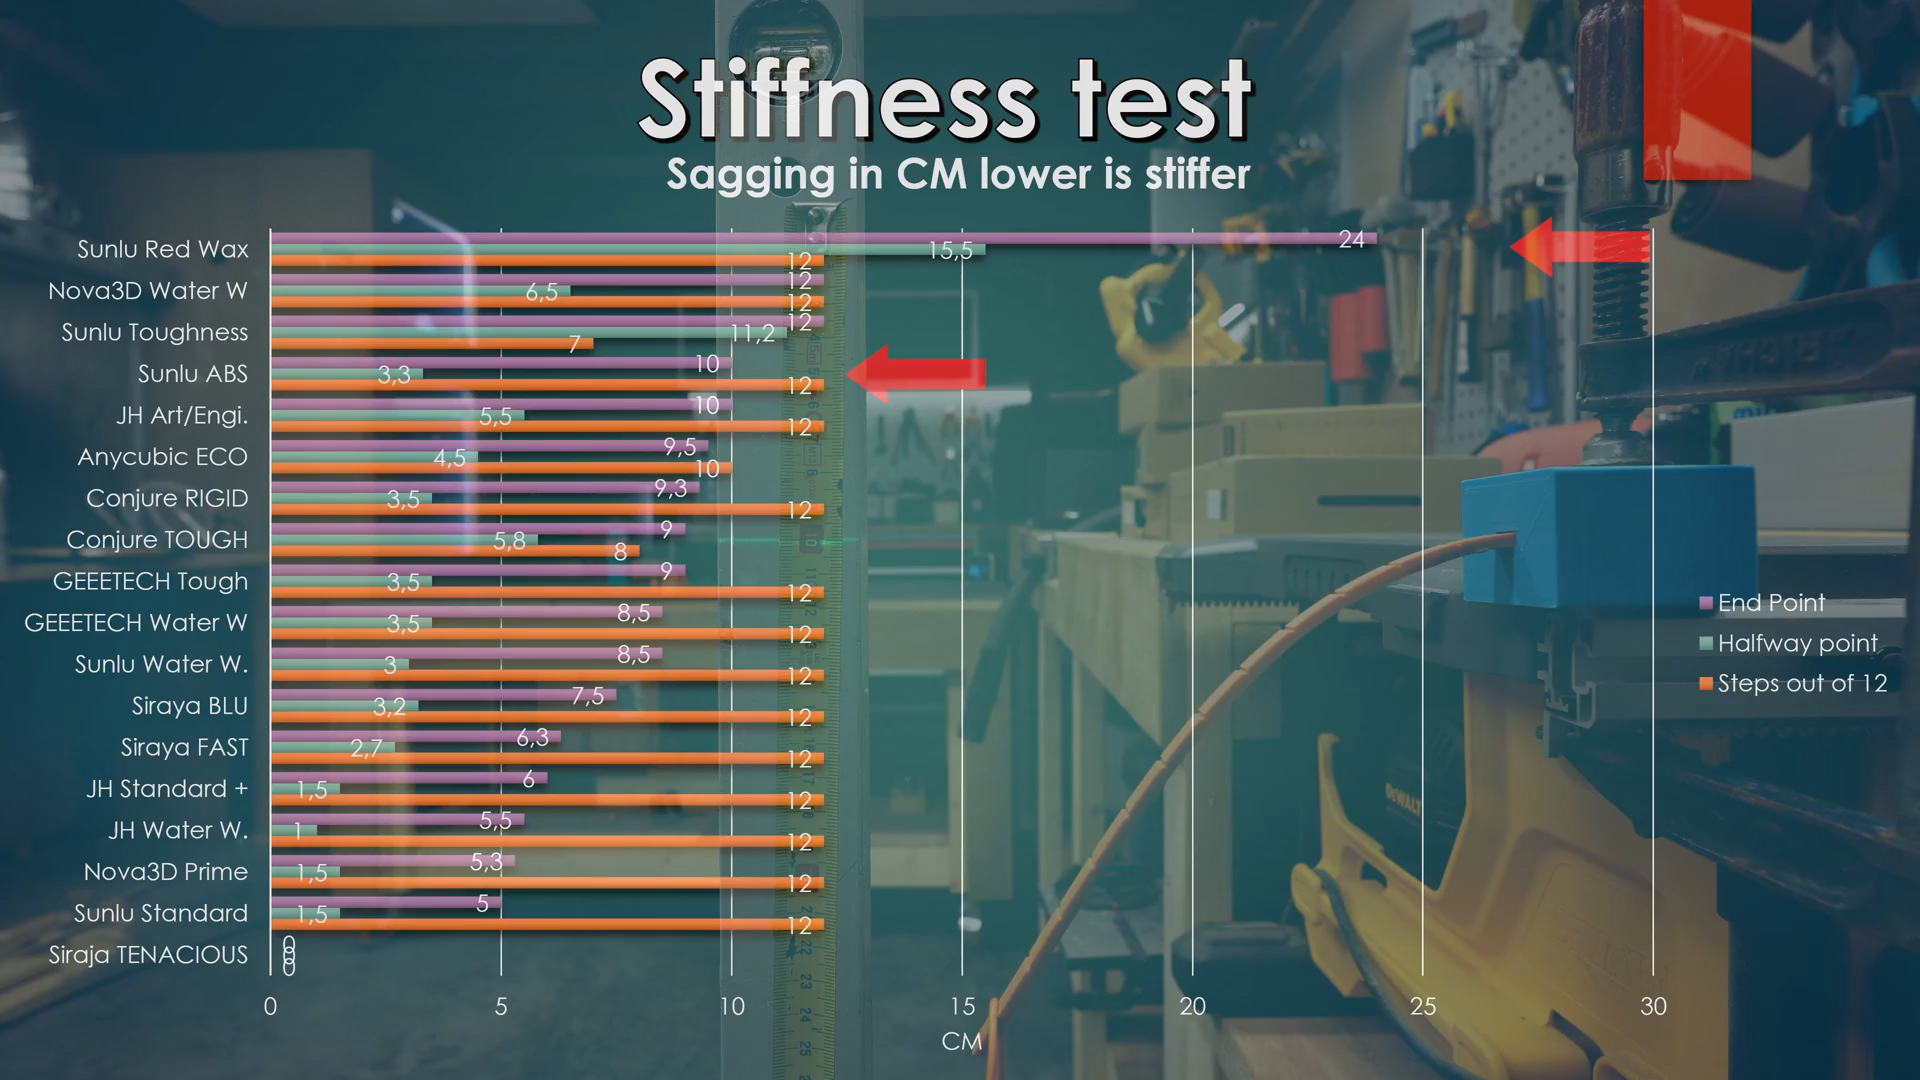 Stiffness test
Sagging in CM lower is stiffer
Sunlu Red Wax 24 15,5 12
Nova3D Water W 12 6,5 12
Sunlu Toughness 12 11,2 7
Sunlu ABS 10 3,3 12
JH Art/Engi. 10 5,5 12
Anycubic ECO 9,5 4,5 10
Conjure RIGID 9,3 3,5 12
Conjure TOUGH 9 5,8 8
GEEETECH Tough 9 3,5 12
GEEETECH Water W 8,5 3,5 12
Sunlu Water W. 8,5 3 12
Siraya BLU 7,5 3,2 12
Siraya FAST 6,3 2,7 12
JH Standard + 6 1,5 12
JH Water W. 5,5 1 12
Nova3D Prime 5,3 1,5 12
Sunlu Standard 5 1,5 12
Siraja TENACIOUS 0 0 0
0 5 10 15 20 25 30
CM
End Point
Halfway point
Steps out of 12
DEWALT
22
23
24
25